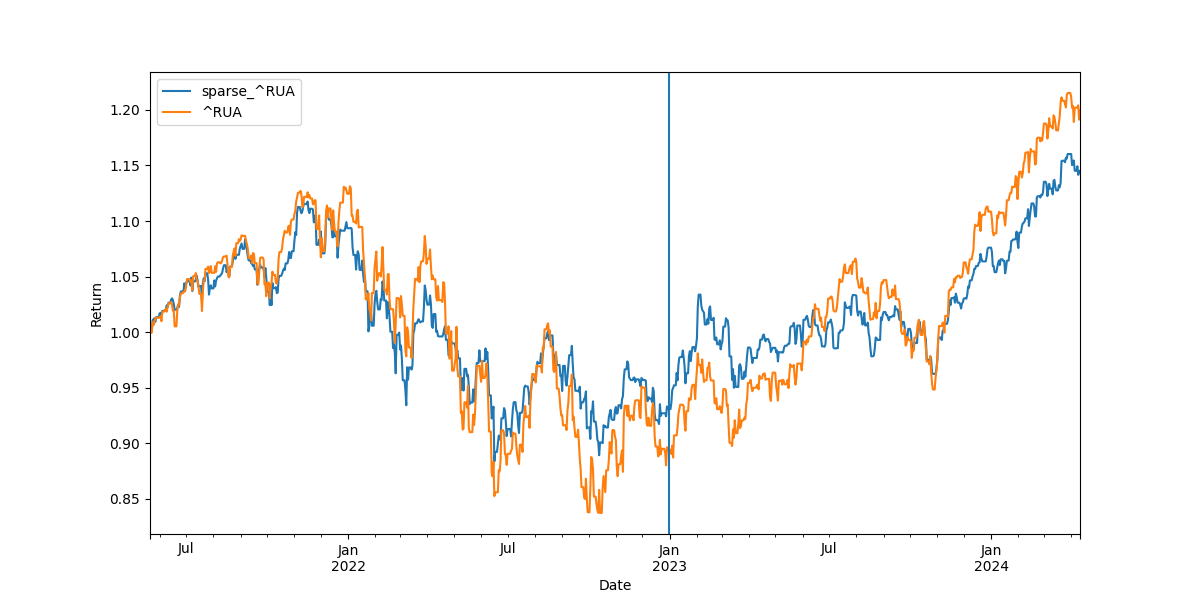 sparse_^RUA
^RUA
1.20
1.15
1.10
1.05
1.00
0.95
0.90
0.85
Return
Jul
Jan
2022
Jul
Jan
2023
Jul
Jan
2024
Date